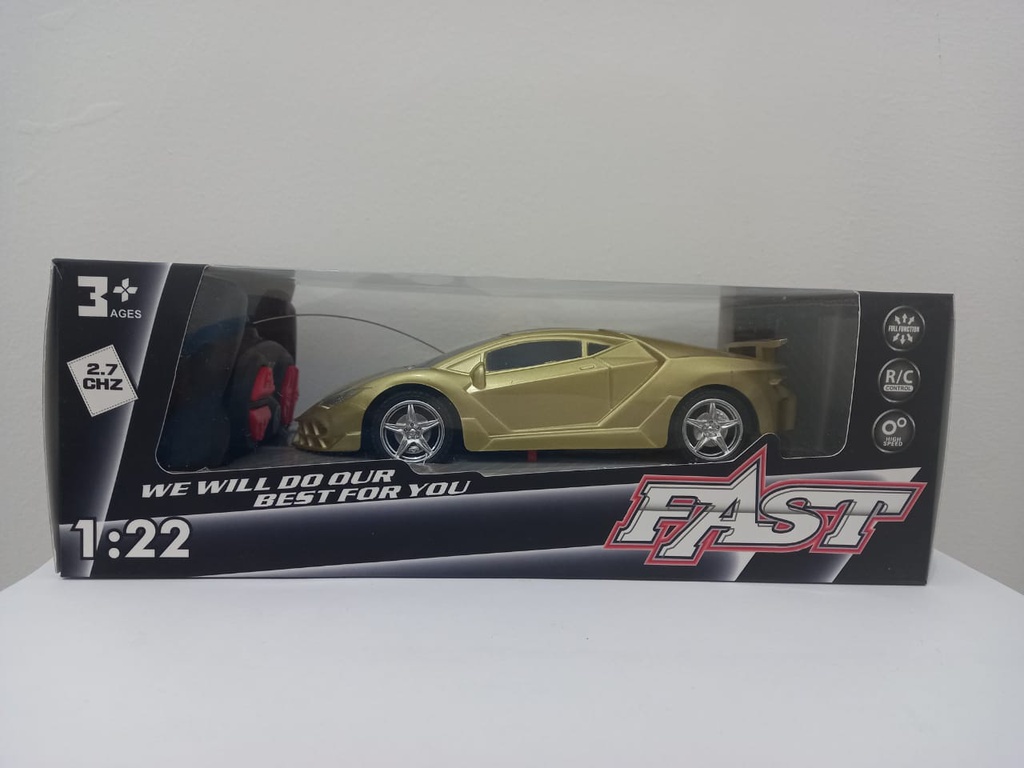 3+
AGES
2.7
GHZ
WE WILL DO OUR
BEST FOR YOU
1:22
FAST
FULL FUNCTION
R/C
CONTROL
HIGH
SPEED